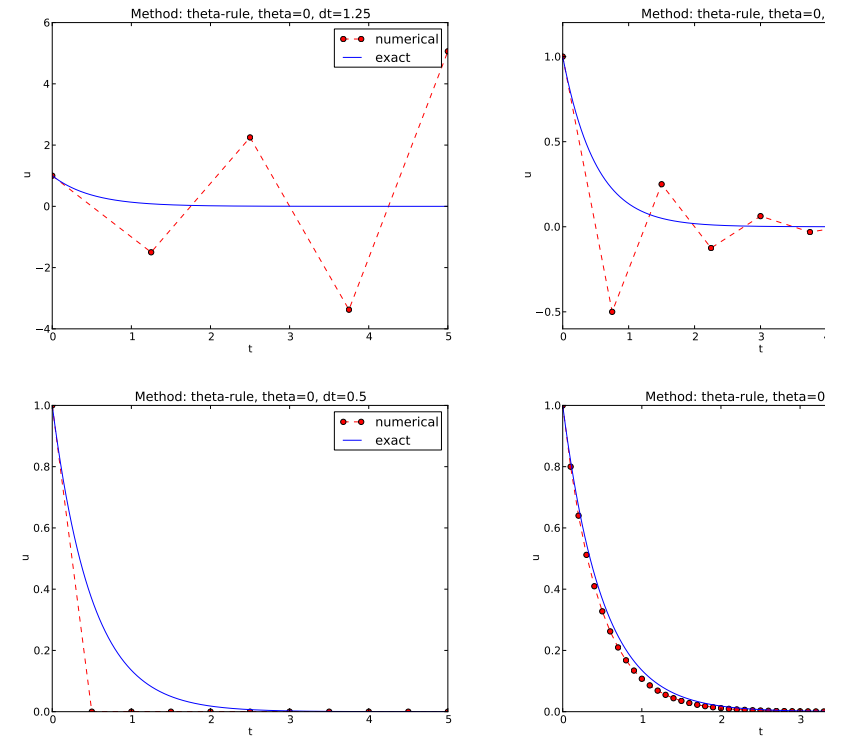 Method: theta-rule, theta=0, dt=1.25
6
4
2
0
−2
−4
u
numerical
exact
0 1 2 3 4 5
t
Method: theta-rule, theta=0,
1.0
0.5
0.0
−0.5
u
0 1 2 3
t
Method: theta-rule, theta=0, dt=0.5
1.0
0.8
0.6
0.4
0.2
0.0
u
numerical
exact
0 1 2 3 4 5
t
Method: theta-rule, theta=0
1.0
0.8
0.6
0.4
0.2
0.0
u
0 1 2 3
t